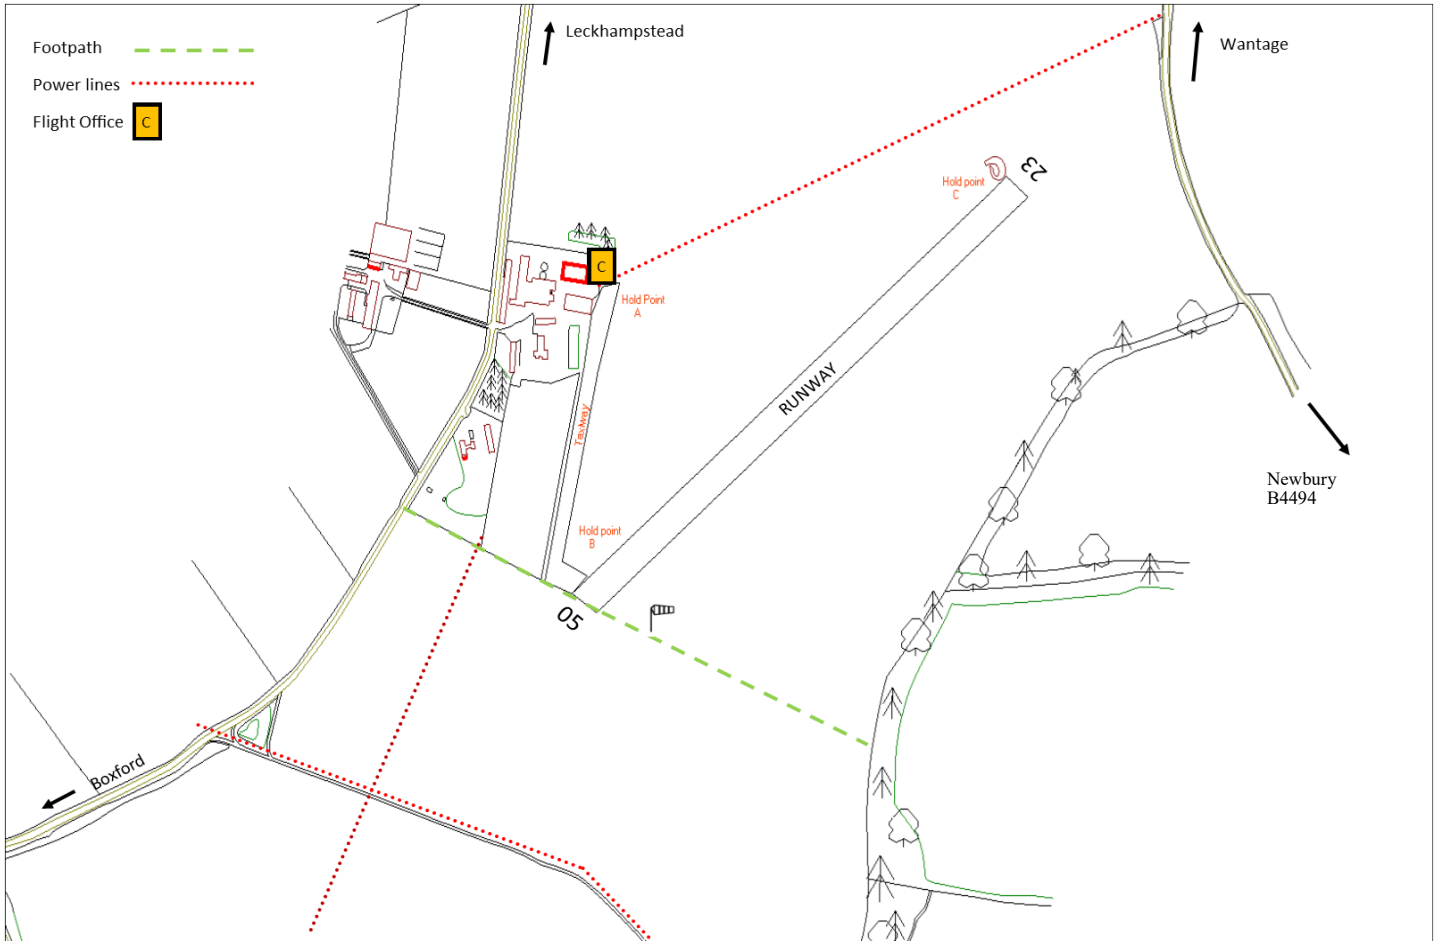 Footpath
Power lines
Flight Office C
Leckhampstead
Wantage
23
Hold point
C
C
Hold Point
A
RUNWAY
Taxiway
Newbury
B4494
Hold point
B
05
Boxford